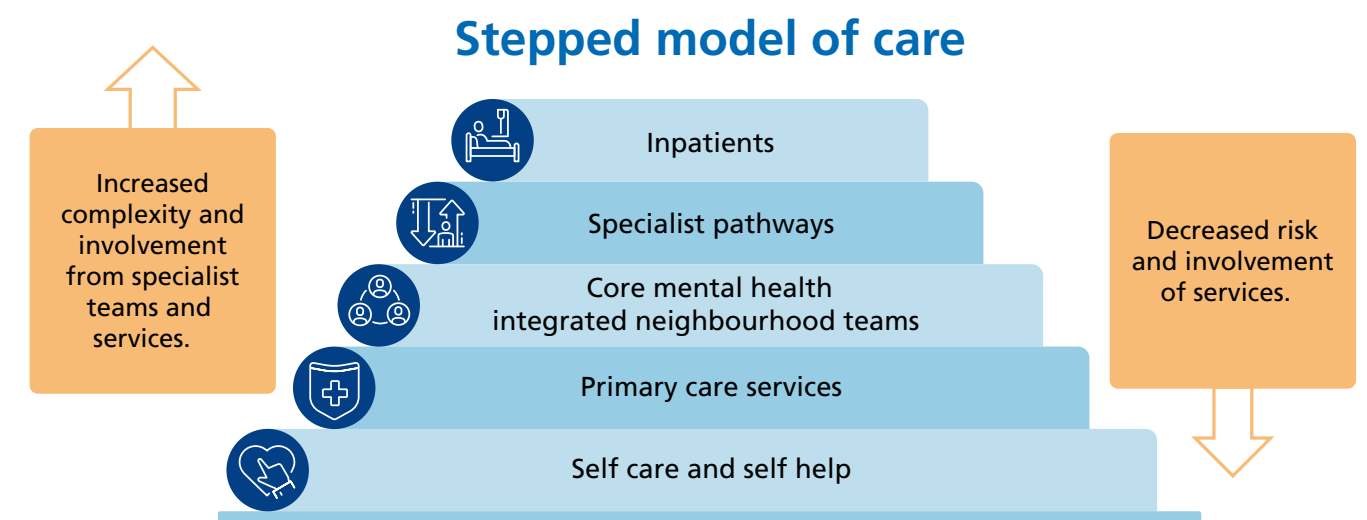 Stepped model of care
Increased
complexity and
involvement
from specialist
teams and
services.
Inpatients
Specialist pathways
Core mental health
integrated neighbourhood teams
Primary care services
Self care and self help
Decreased risk
and involvement
of services.